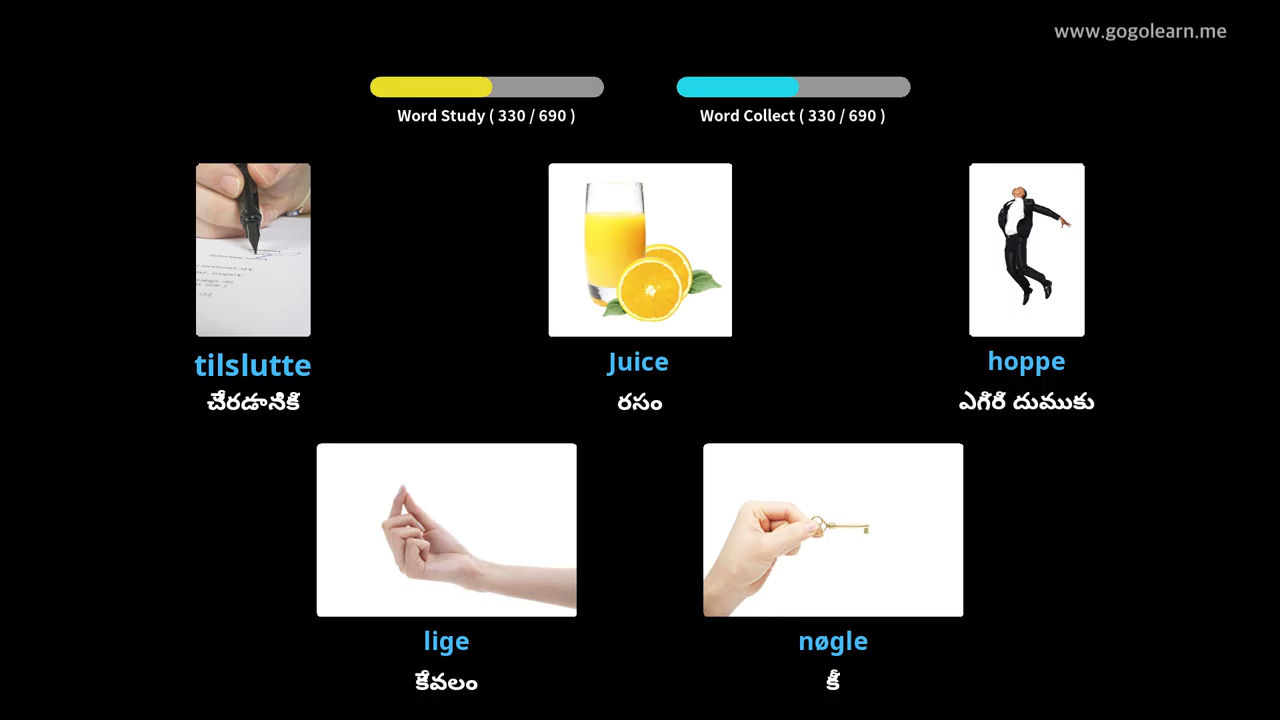 www.gogolearn.me
Word Study ( 330 / 690 )
Word Collect ( 330 / 690 )
tilslutte
Juice
hoppe
చేరడానికి
రసం
ఎగిరి దుముకు
lige
nøgle
కేవలం
కీ